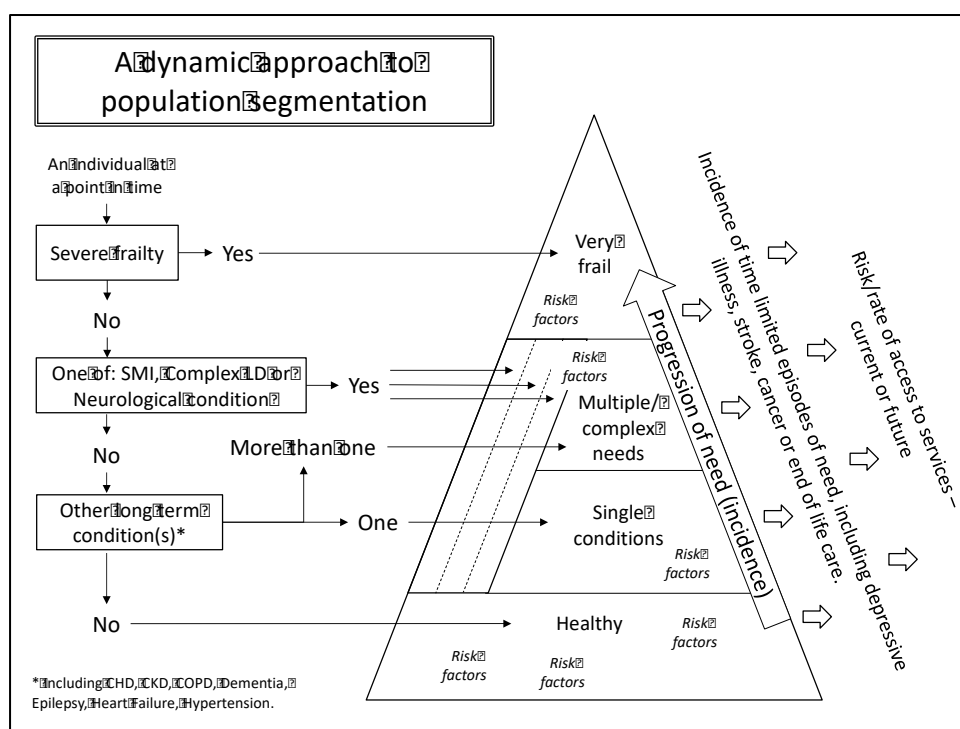 A dynamic approach to
population segmentation
An individual at
a point in time
Severe frailty
Yes
No
One of: SMI, Complex LD or
Neurological condition
Yes
No
More than one
Other long term
condition(s)*
One
No
* Including CHD, CKD, COPD, Dementia,
Epilepsy, Heart Failure, Hypertension.
Very
frail
Risk
factors
Risk
factors
Multiple/
complex
needs
Single
conditions
Risk
factors
Healthy
Risk
factors
Risk
factors
Risk
factors
Progression of need (incidence)
Incidence of time limited episodes of need, including depressive
illness, stroke, cancer or end of life care.
Risk/rate of access to services –
current or future